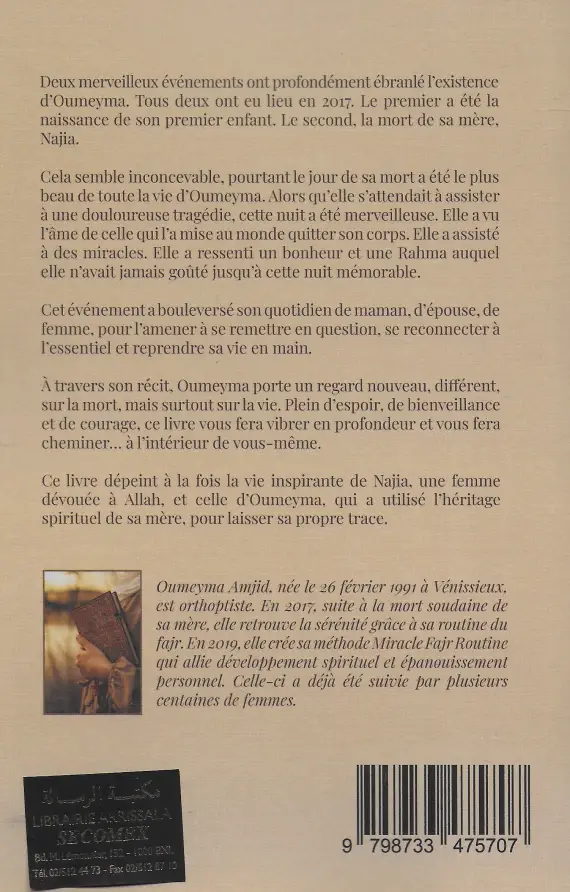 Deux merveilleux événements ont profondément ébranlé l'existence
d'Oumeyma. Tous deux ont eu lieu en 2017. Le premier a été la
naissance de son premier enfant. Le second, la mort de sa mère,
Najia.
Cela semble inconcevable, pourtant le jour de sa mort a été le plus
beau de toute la vie d'Oumeyma. Alors qu'elle s'attendait à assister
à une douloureuse tragédie, cette nuit a été merveilleuse. Elle a vu
l'âme de celle qui l'a mise au monde quitter son corps. Elle a assisté
à des miracles. Elle a ressenti un bonheur et une Rahma auquel
elle n'avait jamais goûté jusqu'à cette nuit mémorable.
Cet événement a bouleversé son quotidien de maman, d'épouse, de
femme, pour l'amener à se remettre en question, se reconnecter à
l'essentiel et reprendre sa vie en main.
À travers son récit, Oumeyma porte un regard nouveau, différent,
sur la mort, mais surtout sur la vie. Plein d'espoir, de bienveillance
et de courage, ce livre vous fera vibrer en profondeur et vous fera
cheminer... à l'intérieur de vous-même.
Ce livre dépeint à la fois la vie inspirante de Najia, une femme
dévouée à Allah, et celle d'Oumeyma, qui a utilisé l'héritage
spirituel de sa mère, pour laisser sa propre trace.
Oumeyma Amjid, née le 26 février 1991 à Vénissieux,
est orthoptiste. En 2017, suite à la mort soudaine de
sa mère, elle retrouve la sérénité grâce à sa routine du
fajr. En 2019, elle crée sa méthode Miracle Fajr Routine
qui allie développement spirituel et épanouissement
personnel. Celle-ci a déjà été suivie par plusieurs
centaines de femmes.
مكتبة الرسالة
LIBRAIRIE ARRISSALA
SECOMEX
Tél. 02/512 44 73 - Fax 02/512 87 10
9 798733 475707